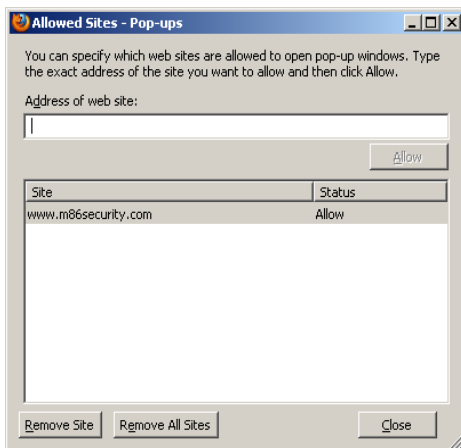 Allowed Sites - Pop-ups
You can specify which web sites are allowed to open pop-up windows. Type
the exact address of the site you want to allow and then click Allow.
Address of web site:
Allow
Site Status
www.m86security.com Allow
Remove Site Remove All Sites Close